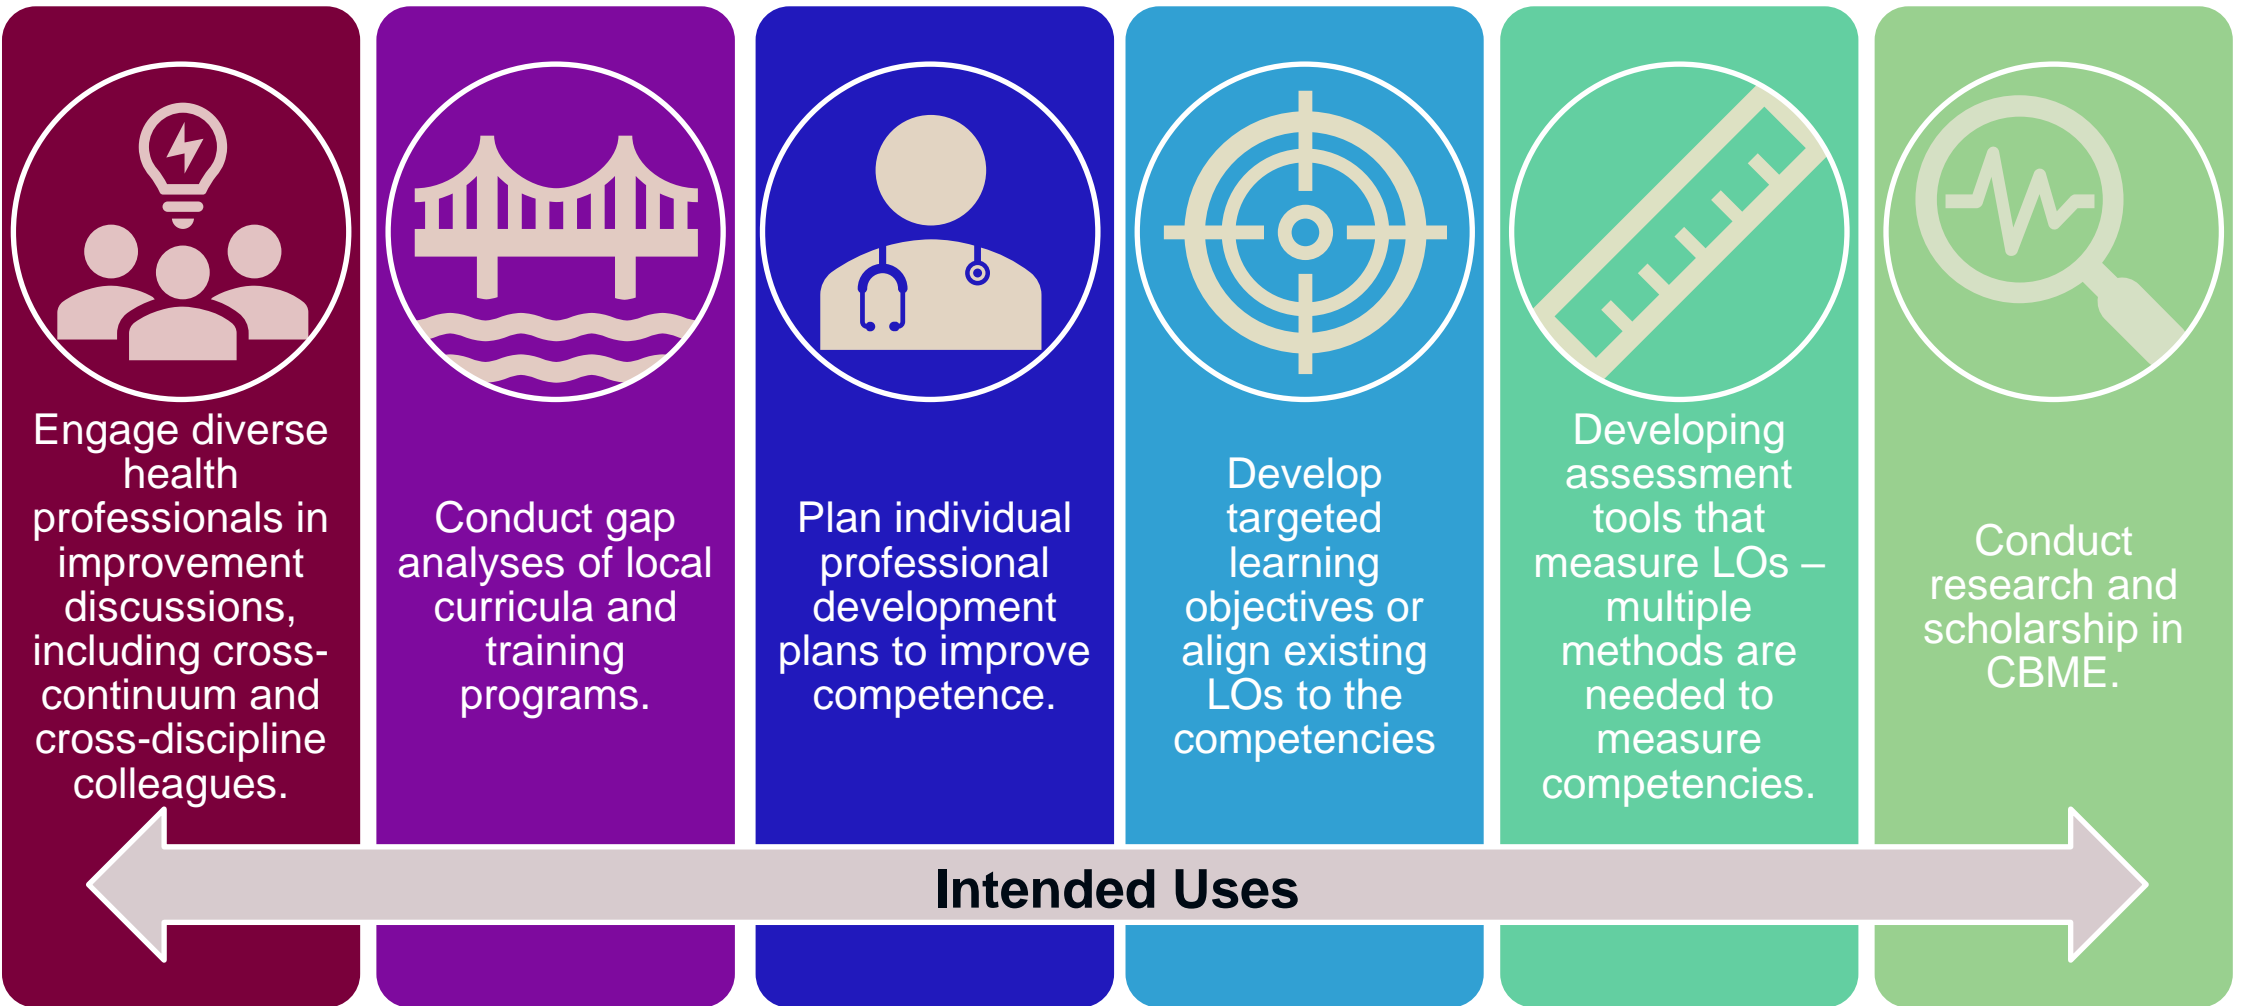 Engage diverse
health
professionals in
improvement
discussions,
including cross-
continuum and
cross-discipline
colleagues.
Conduct gap
analyses of local
curricula and
training
programs.
Plan individual
professional
development
plans to improve
competence.
Develop
targeted
learning
objectives or
align existing
LOs to the
competencies
Developing
assessment
tools that
measure LOs –
multiple
methods are
needed to
measure
competencies.
Conduct
research and
scholarship in
CBME.
Intended Uses